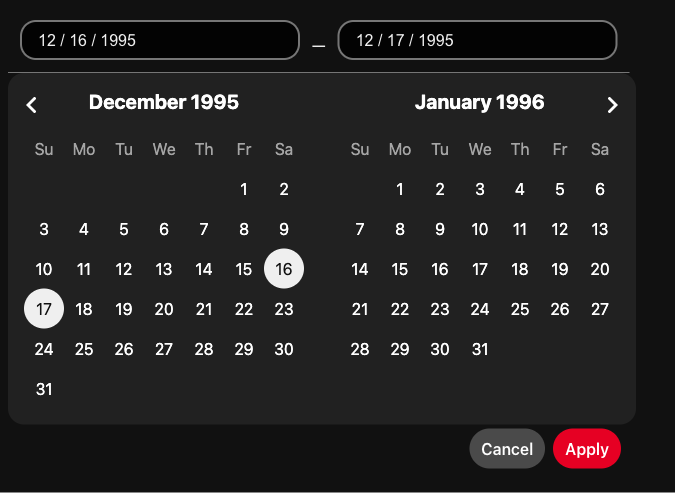 12 / 16 / 1995 – 12 / 17 / 1995
December 1995 January 1996
Su Mo Tu We Th Fr Sa Su Mo Tu We Th Fr Sa
1 2 1 2 3 4 5 6
3 4 5 6 7 8 9 7 8 9 10 11 12 13
10 11 12 13 14 15 16 14 15 16 17 18 19 20
17 18 19 20 21 22 23 21 22 23 24 25 26 27
24 25 26 27 28 29 30 28 29 30 31
31
Cancel Apply